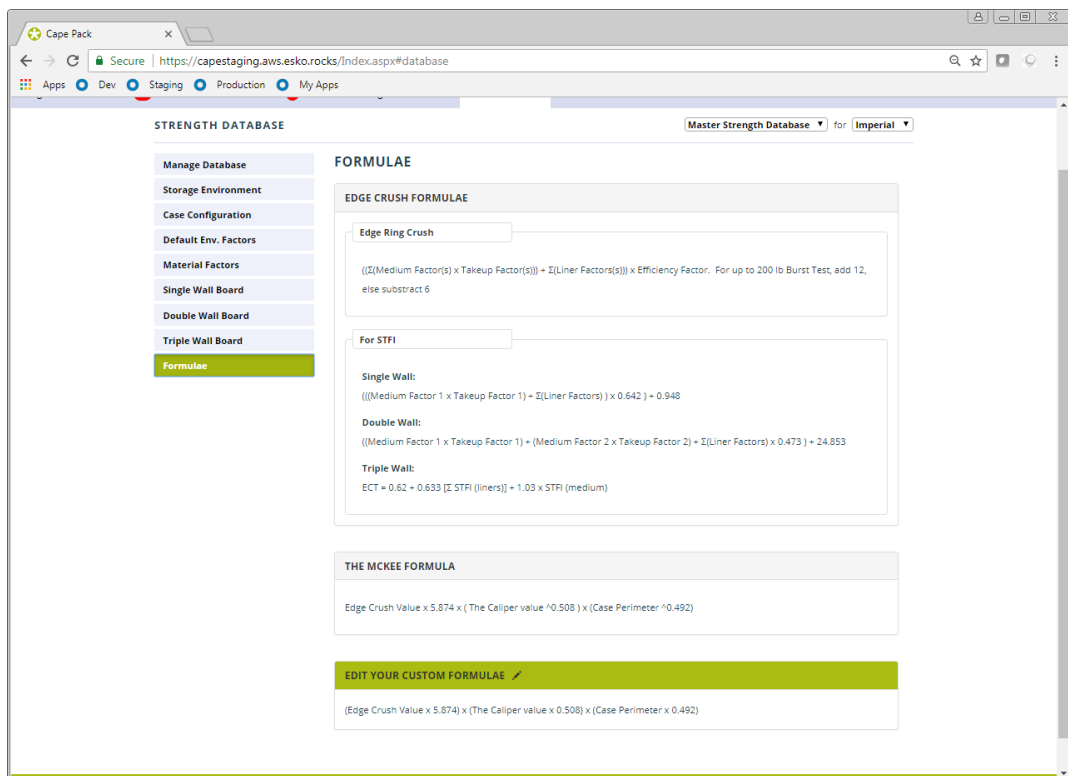 Cape Pack
Secure | https://capestaging.aws.esko.rocks/Index.aspx#database
Apps Dev Staging Production My Apps
STRENGTH DATABASE
Master Strength Database for Imperial
Manage Database
Storage Environment
Case Configuration
Default Env. Factors
Material Factors
Single Wall Board
Double Wall Board
Triple Wall Board
Formulae
FORMULAE
EDGE CRUSH FORMULAE
Edge Ring Crush
((Σ(Medium Factor(s) x Takeup Factor(s))) + Σ(Liner Factors(s))) x Efficiency Factor. For up to 200 lb Burst Test, add 12,
else substract 6
For STFI
Single Wall:
(((Medium Factor 1 x Takeup Factor 1) + Σ(Liner Factors) ) x 0.642 ) + 0.948
Double Wall:
((Medium Factor 1 x Takeup Factor 1) + (Medium Factor 2 x Takeup Factor 2) + Σ(Liner Factors) x 0.473 ) + 24.853
Triple Wall:
ECT = 0.62 + 0.633 [Σ STFI (liners)] + 1.03 x STFI (medium)
THE MCKEE FORMULA
Edge Crush Value x 5.874 x ( The Caliper value ^0.508 ) x (Case Perimeter ^0.492)
EDIT YOUR CUSTOM FORMULAE
(Edge Crush Value x 5.874) x (The Caliper value x 0.508) x (Case Perimeter x 0.492)